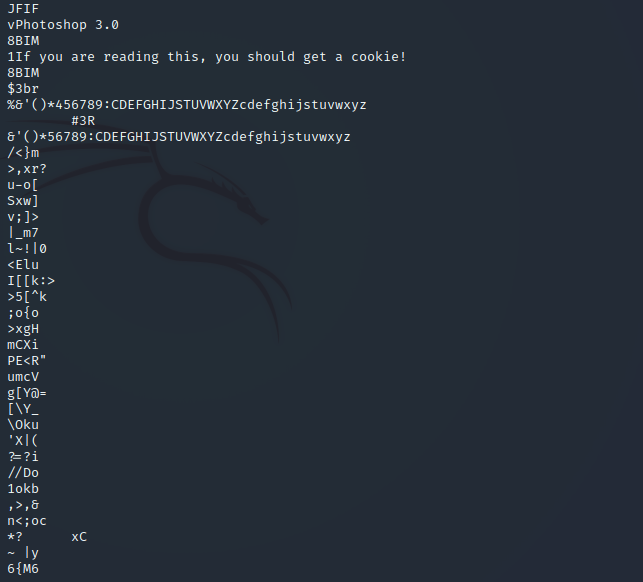 JFIF
vPhotoshop 3.0
8BIM
1If you are reading this, you should get a cookie!
8BIM
$3br
%&'()*456789:CDEFGHIJSTUVWXYZcdefghijstuvwxyz
#3R
&'()*56789:CDEFGHIJSTUVWXYZcdefghijstuvwxyz
/<}m
>,xr?
u-o[
Sxw]
v;]>
|_m7
l~!|0
<Elu
I[[k:>
>5[^k
;o{o
>xgH
mCXi
PE<R"
umcV
g[Y@=
[\Y_
\Oku
'X|(
?=?i
//Do
1okb
,>,&
n<;oc
*?	xC
~ |y
6{M6